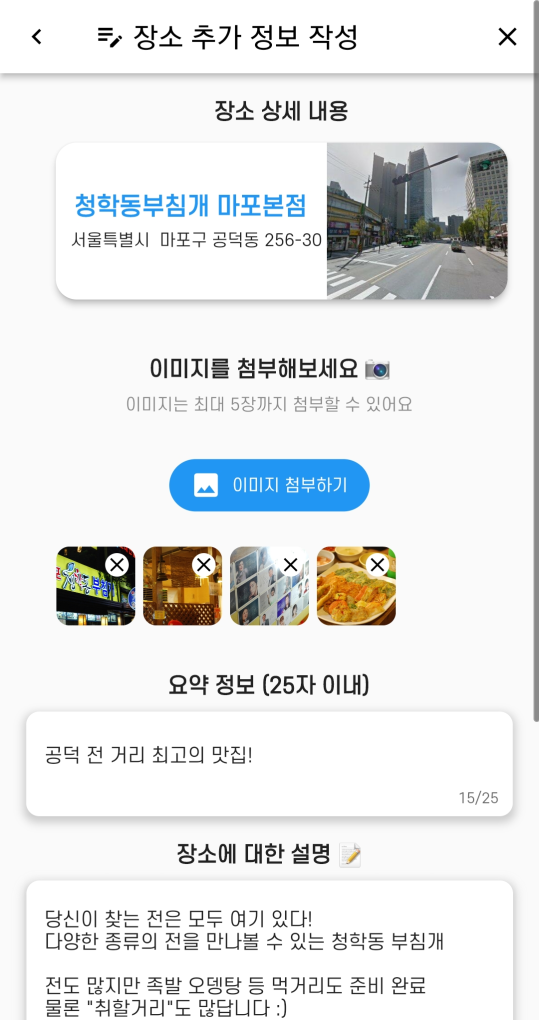 장소 추가 정보 작성
장소 상세 내용
청학동부침개 마포본점
서울특별시 마포구 공덕동 256-30
이미지를 첨부해보세요
이미지는 최대 5장까지 첨부할 수 있어요
이미지 첨부하기
요약 정보 (25자 이내)
공덕 전 거리 최고의 맛집!
15/25
장소에 대한 설명
당신이 찾는 전은 모두 여기 있다!
다양한 종류의 전을 만나볼 수 있는 청학동 부침개
전도 많지만 족발 오뎅탕 등 먹거리도 준비 완료
물론 "취할거리"도 많답니다 :)